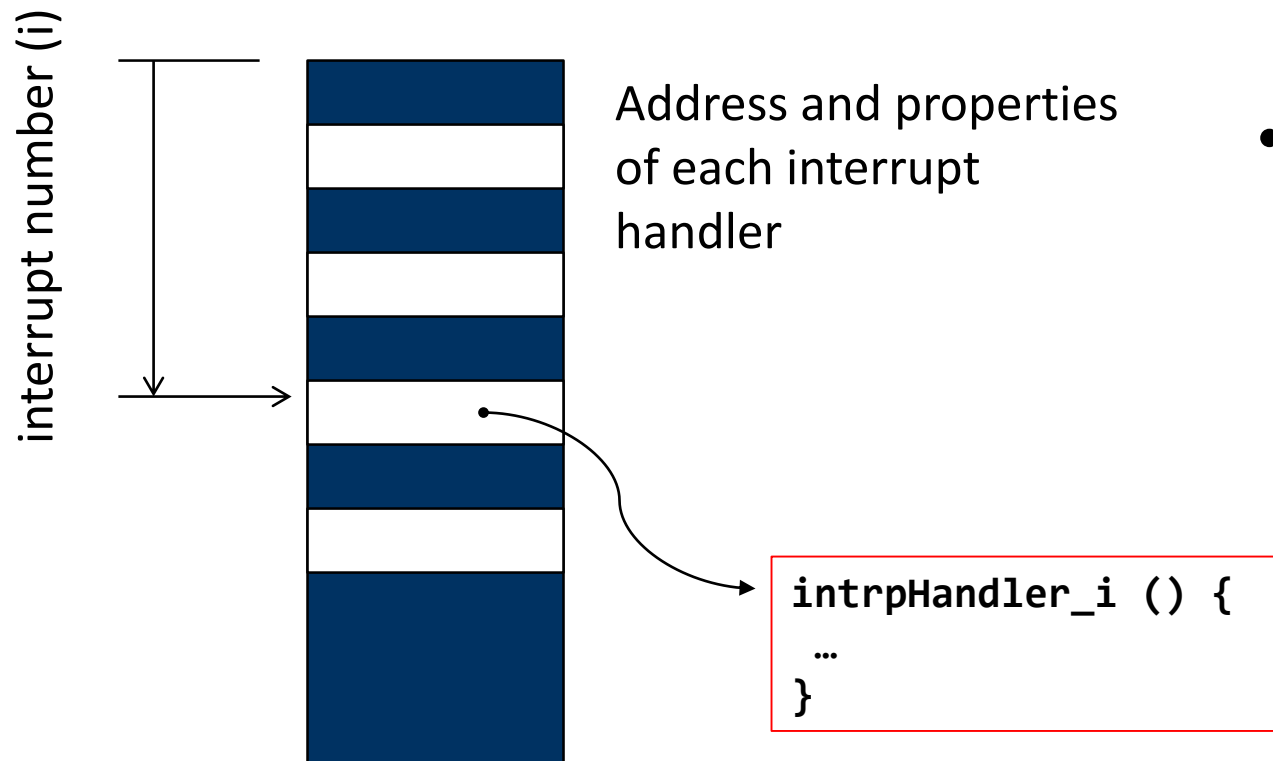 interrupt number (i)
Address and properties
of each interrupt
handler
•
intrpHandler_i () {
…
}